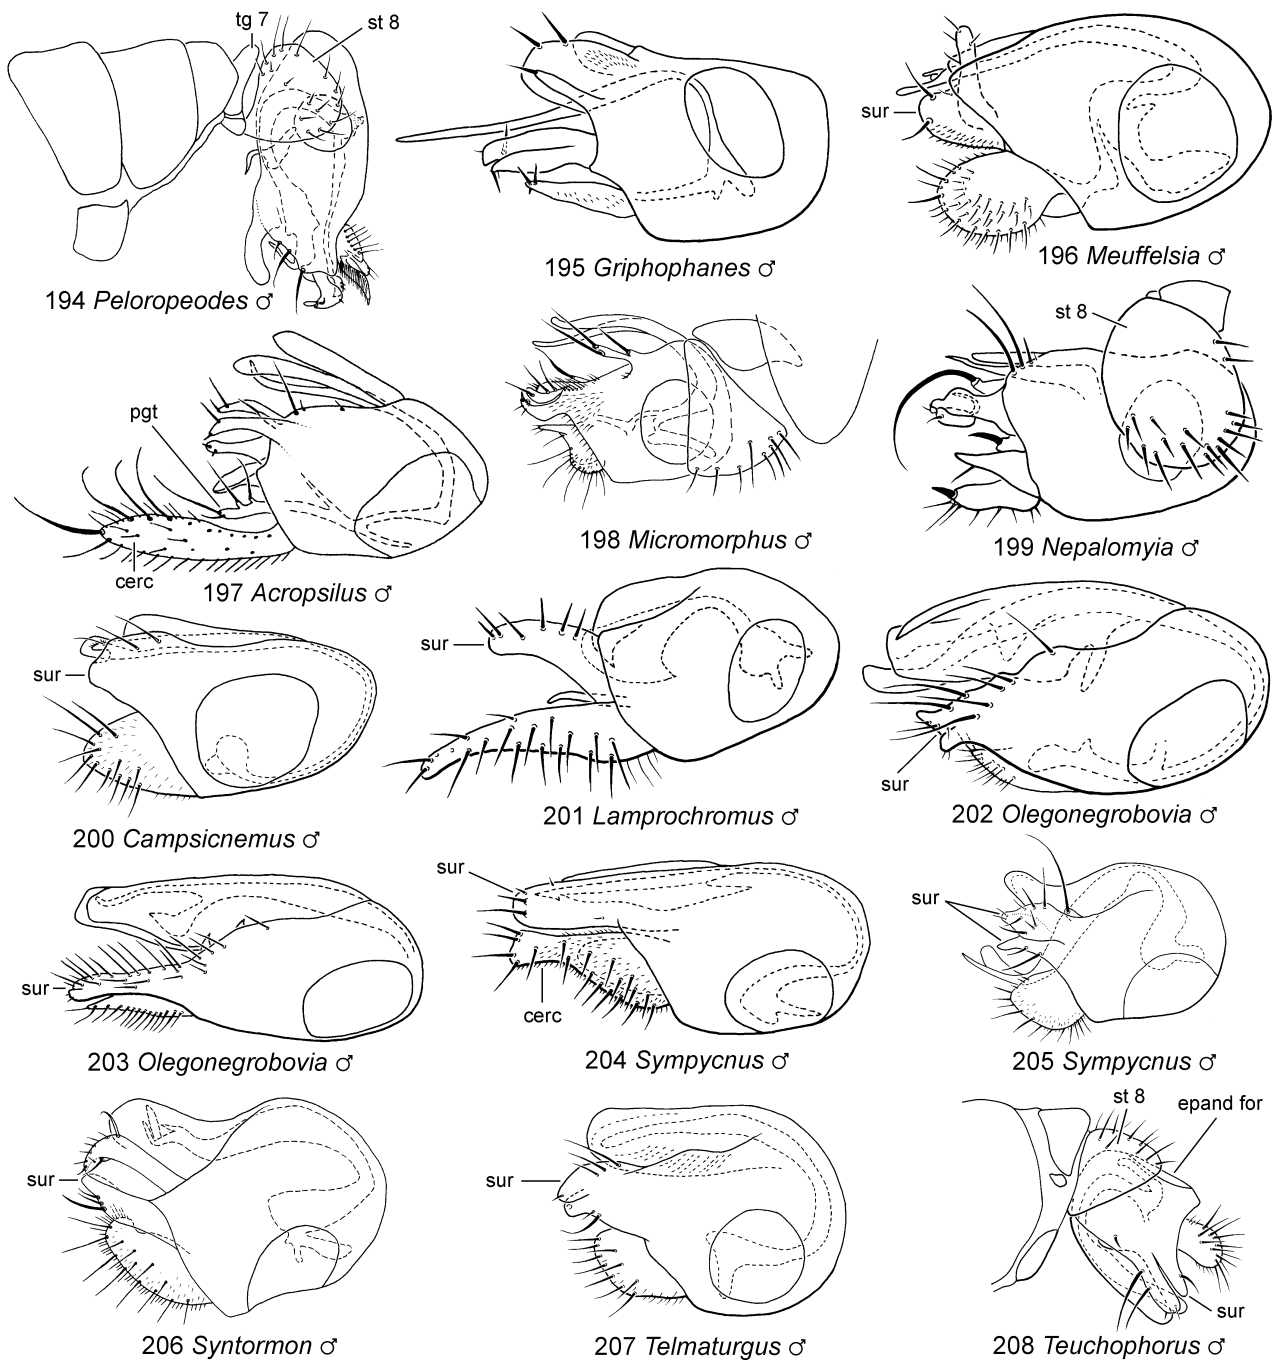 tg 7
st 8
194 Peloropeodes ♂
195 Griphophanes ♂
sur
196 Meuffelsia ♂
pgt
cerc
197 Acropsilus ♂
198 Micromorphus ♂
st 8
199 Nepalomyia ♂
sur
200 Campsicnemus ♂
sur
201 Lamprochromus ♂
sur
202 Olegonegrobovia ♂
sur
203 Olegonegrobovia ♂
sur
cerc
204 Sympycnus ♂
sur
205 Sympycnus ♂
sur
206 Syntormon ♂
sur
207 Telmaturgus ♂
st 8
epand for
sur
208 Teuchophorus ♂